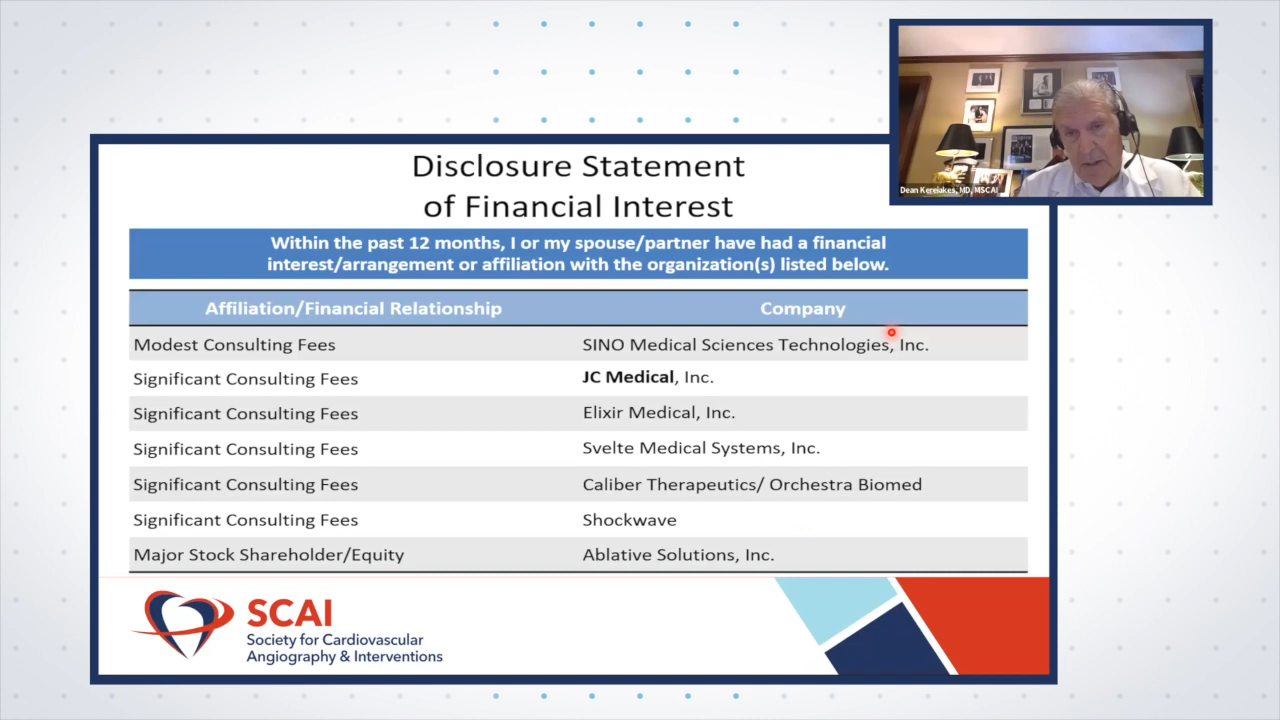 Disclosure Statement
of Financial Interest
Dean Kereiakes, MD, MSCAI
Within the past 12 months, I or my spouse/partner have had a financial
interest/arrangement or affiliation with the organization(s) listed below.
Affiliation/Financial Relationship Company
Modest Consulting Fees SINO Medical Sciences Technologies, Inc.
Significant Consulting Fees JC Medical, Inc.
Significant Consulting Fees Elixir Medical, Inc.
Significant Consulting Fees Svelte Medical Systems, Inc.
Significant Consulting Fees Caliber Therapeutics/ Orchestra Biomed
Significant Consulting Fees Shockwave
Major Stock Shareholder/Equity Ablative Solutions, Inc.
SCAI
Society for Cardiovascular
Angiography & Interventions